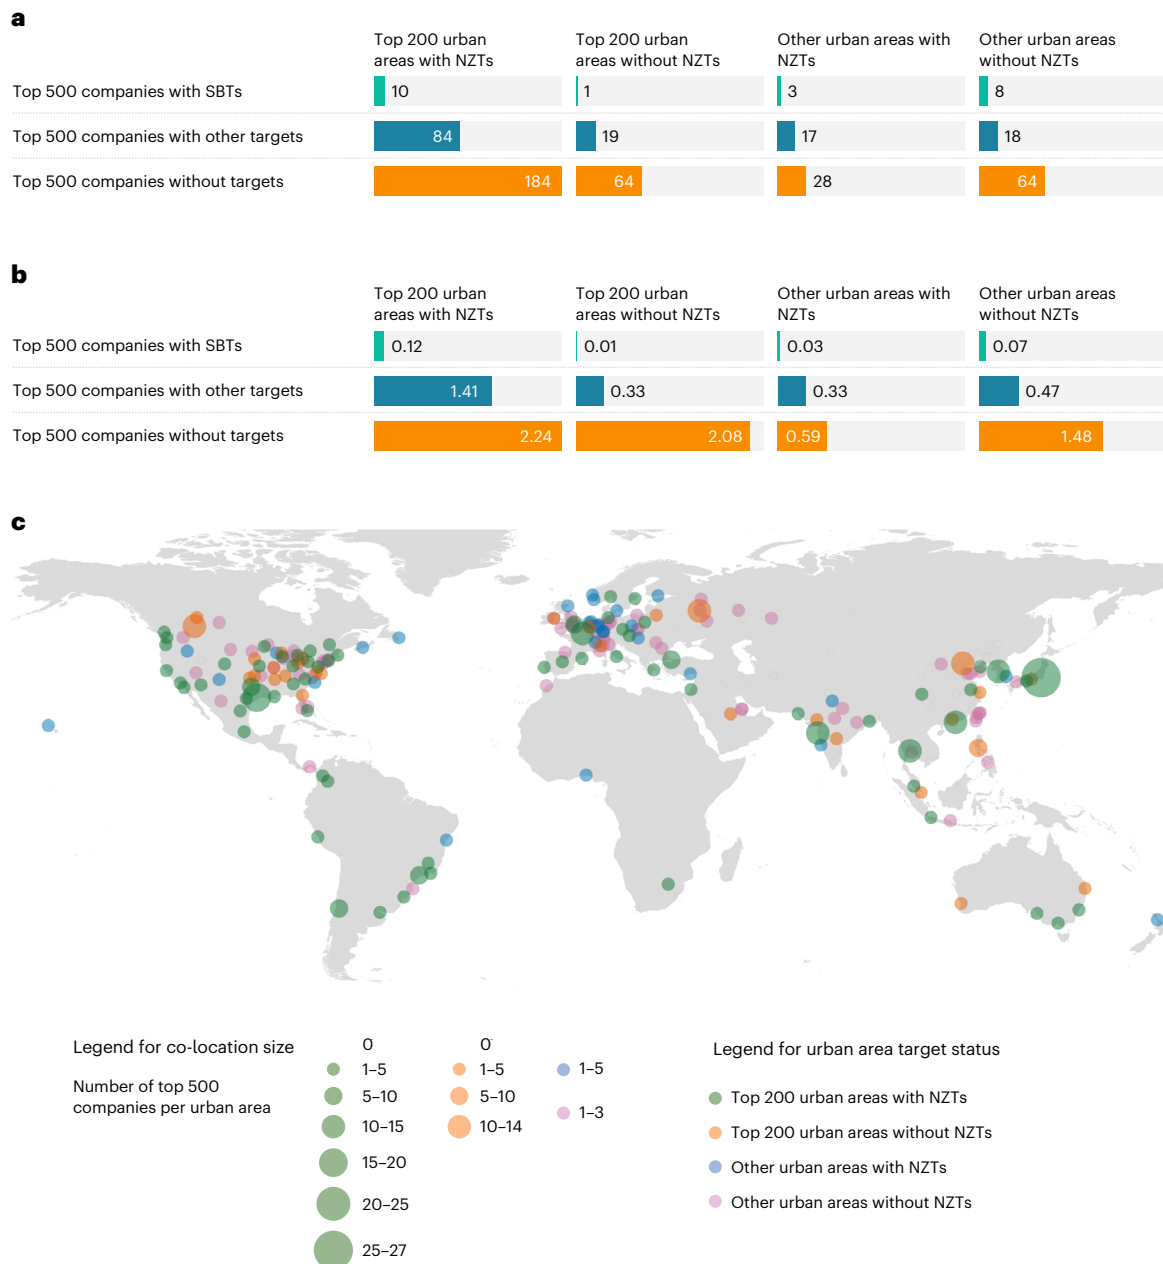 a
Top 200 urban
areas with NZTs
Top 200 urban
areas without NZTs
Other urban areas with
NZTs
Other urban areas
without NZTs
Top 500 companies with SBTs
10
1
3
8
Top 500 companies with other targets
84
19
17
18
Top 500 companies without targets
184
64
28
64
b
Top 200 urban
areas with NZTs
Top 200 urban
areas without NZTs
Other urban areas with
NZTs
Other urban areas
without NZTs
Top 500 companies with SBTs
0.12
0.01
0.03
0.07
Top 500 companies with other targets
1.41
0.33
0.33
0.47
Top 500 companies without targets
2.24
2.08
0.59
1.48
c
Legend for co-location size
Number of top 500
companies per urban area
0
1–5
5–10
10–15
15–20
20–25
25–27
0
1–5
5–10
10–14
1–5
1–3
Legend for urban area target status
Top 200 urban areas with NZTs
Top 200 urban areas without NZTs
Other urban areas with NZTs
Other urban areas without NZTs